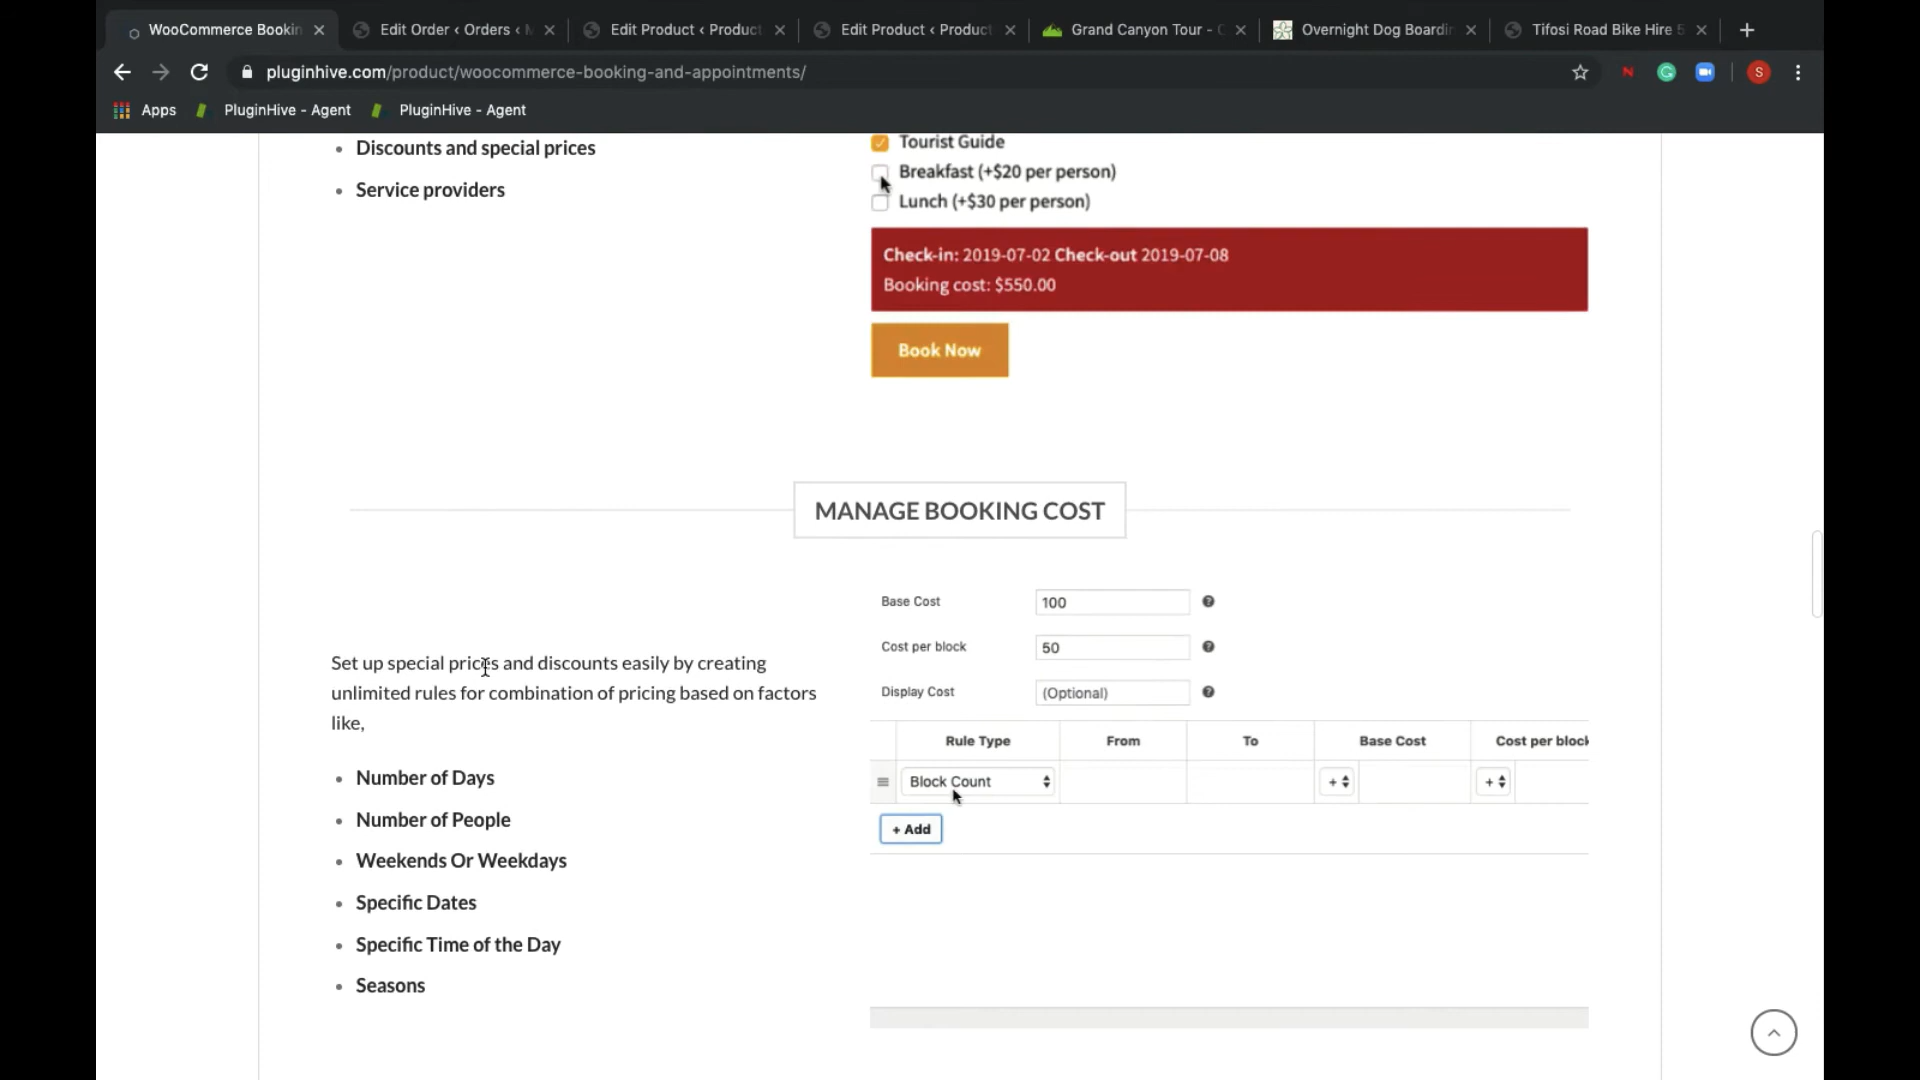 WooCommerce Bookin
Edit Order ‹ Orders ‹
Edit Product ‹ Product
Edit Product ‹ Product
Grand Canyon Tour -
Overnight Dog Boardin
Tifosi Road Bike Hire
pluginhive.com/product/woocommerce-booking-and-appointments/
S
Apps
PluginHive - Agent
PluginHive - Agent
Discounts and special prices
Service providers
Tourist Guide
Breakfast (+$20 per person)
Lunch (+$30 per person)
Check-in: 2019-07-02 Check-out 2019-07-08
Booking cost: $550.00
Book Now
MANAGE BOOKING COST
Set up special prices and discounts easily by creating
unlimited rules for combination of pricing based on factors
like,
Number of Days
Number of People
Weekends Or Weekdays
Specific Dates
Specific Time of the Day
Seasons
Base Cost 100
Cost per block 50
Display Cost (Optional)
Rule Type From To Base Cost Cost per block
Block Count + +
+ Add